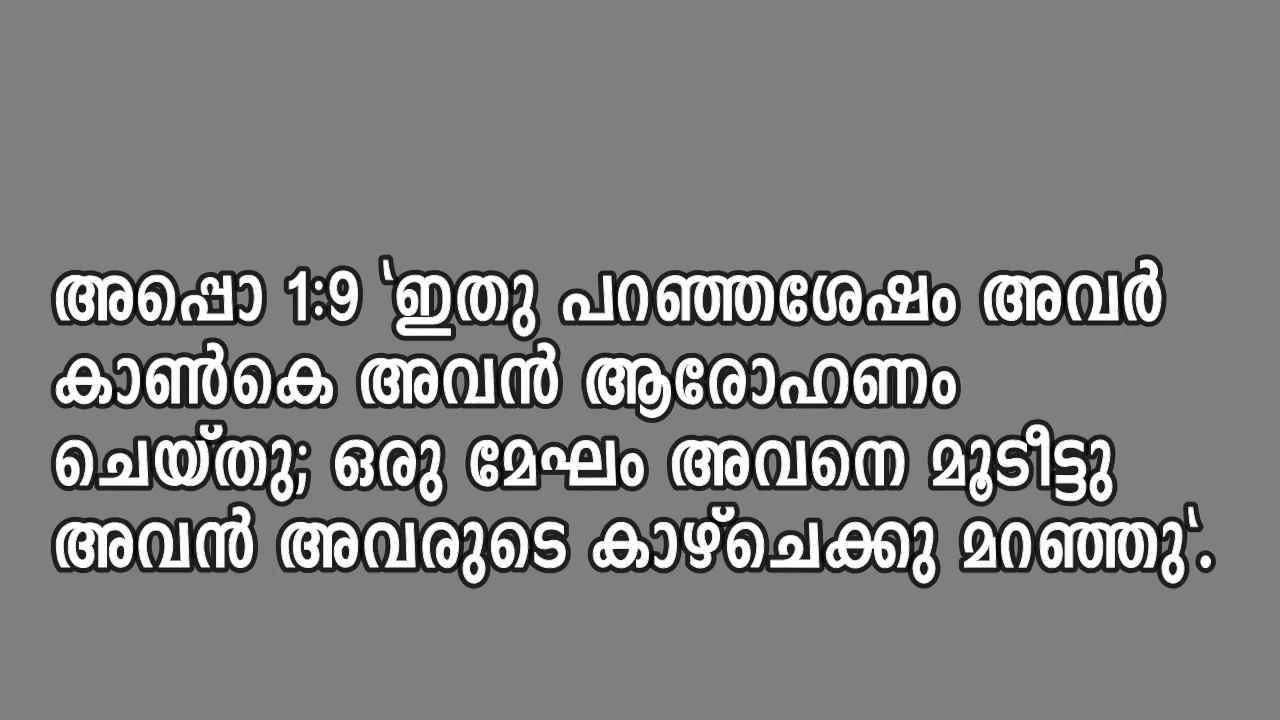 അപ്പൊ 1:9 ‘ഇതു പറഞ്ഞശേഷം അവർ
കാൺകെ അവൻ ആരോഹണം
ചെയ്തു; ഒരു മേഘം അവനെ മൂടീട്ടു
അവൻ അവരുടെ കാഴ്ചെക്കു മറഞ്ഞു‘.